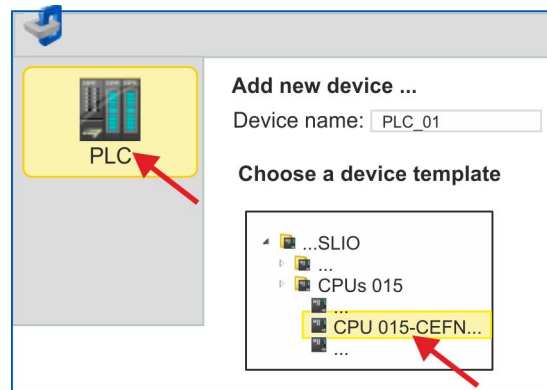 PLC
Add new device ...
Device name: PLC_01
Choose a device template
...SLIO
...
CPUs 015
...
CPU 015-CEFN...
...